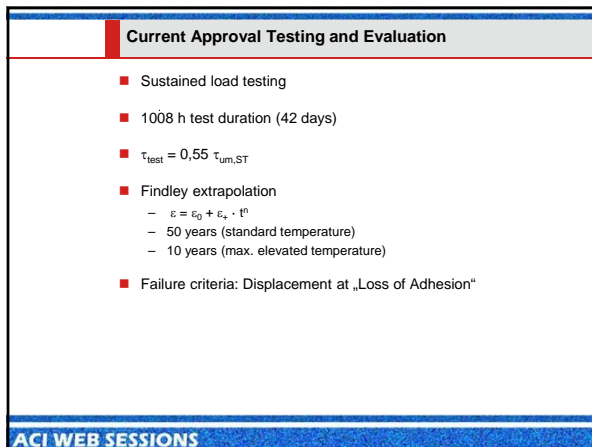 Current Approval Testing and Evaluation
Sustained load testing
1008 h test duration (42 days)
τtest = 0,55 τum,ST
Findley extrapolation
– ε = ε0 + ε+ · tⁿ
– 50 years (standard temperature)
– 10 years (max. elevated temperature)
Failure criteria: Displacement at „Loss of Adhesion“
ACI WEB SESSIONS